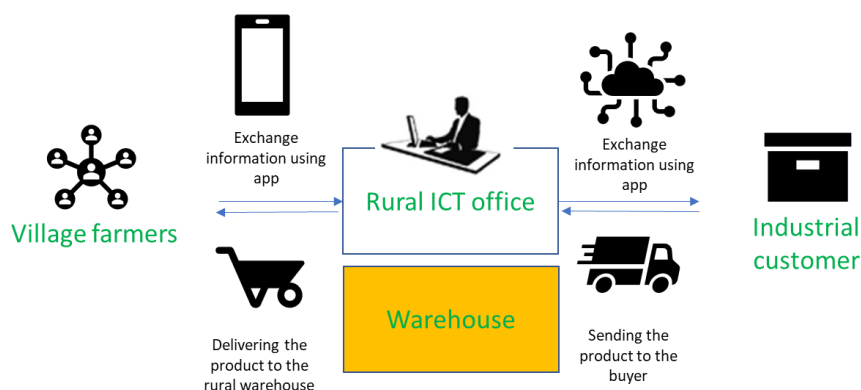 Exchange
information using
app
Exchange
information using
app
Rural ICT office
Village farmers
Industrial
customer
Warehouse
Delivering the
product to the
rural warehouse
Sending the
product to the
buyer